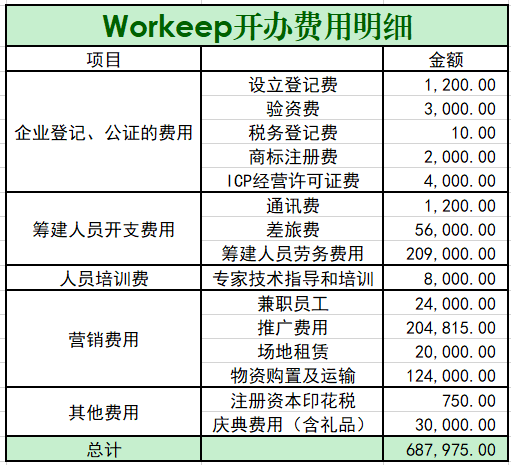 Workeep开办费用明细
项目 金额
企业登记、公证的费用
设立登记费 1,200.00
验资费 3,000.00
税务登记费 10.00
商标注册费 2,000.00
ICP经营许可证费 4,000.00
筹建人员开支费用
通讯费 1,200.00
差旅费 56,000.00
筹建人员劳务费用 209,000.00
人员培训费 专家技术指导和培训 8,000.00
营销费用
兼职员工 24,000.00
推广费用 204,815.00
场地租赁 20,000.00
物资购置及运输 124,000.00
其他费用
注册资本印花税 750.00
庆典费用（含礼品） 30,000.00
总计 687,975.00